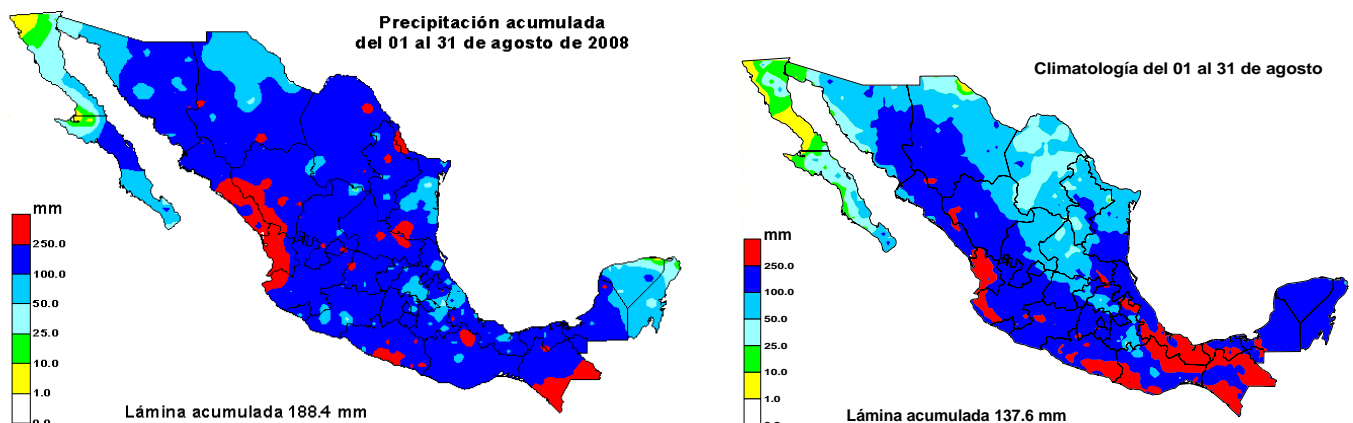 Precipitación acumulada
del 01 al 31 de agosto de 2008
mm
250.0
100.0
50.0
25.0
10.0
1.0
Lámina acumulada 188.4 mm
Climatología del 01 al 31 de agosto
mm
250.0
100.0
50.0
25.0
10.0
1.0
Lámina acumulada 137.6 mm